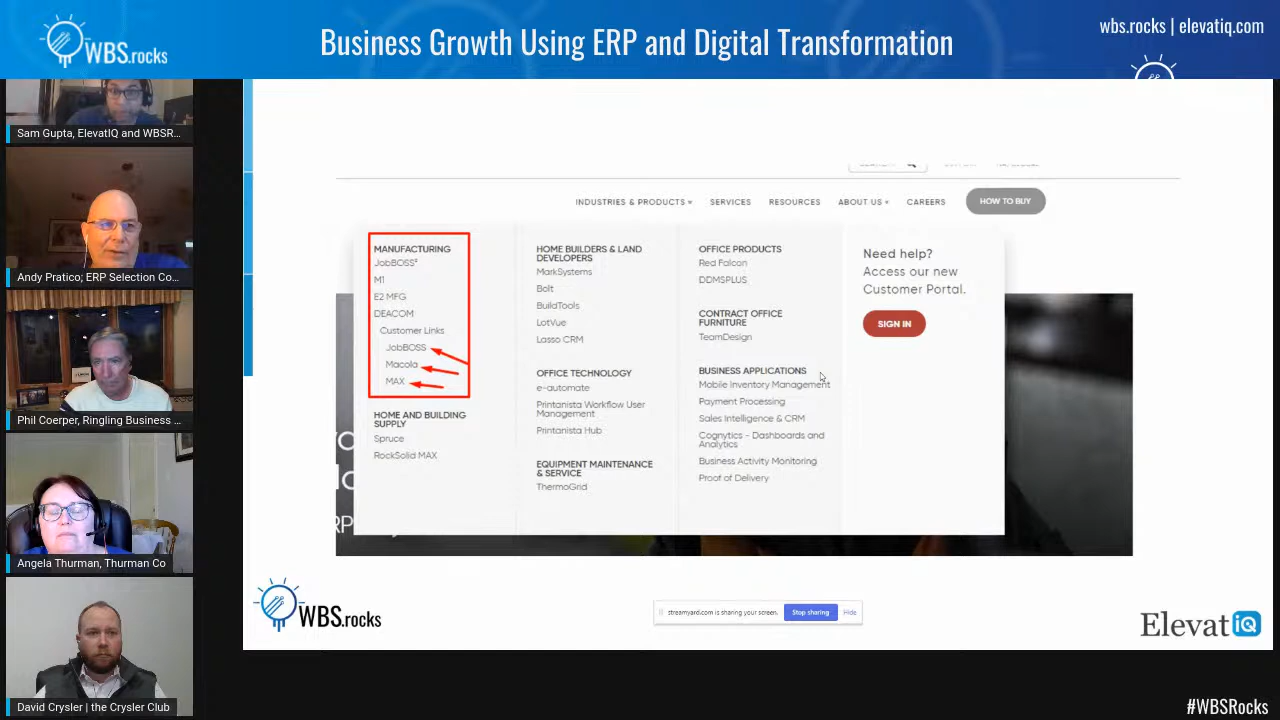 WBS.rocks
Business Growth Using ERP and Digital Transformation
wbs.rocks | elevatiq.com
Sam Gupta, ElevatIQ and WBSR...
Andy Pratico; ERP Selection Co...
Phil Coerper, Ringling Business ...
Angela Thurman, Thurman Co
David Crysler | the Crysler Club
INDUSTRIES & PRODUCTS
SERVICES
RESOURCES
ABOUT US
CAREERS
HOW TO BUY
MANUFACTURING
JobBOSS²
M1
E2 MFG
DEACOM
Customer Links
JobBOSS
Macola
MAX
HOME AND BUILDING
SUPPLY
Spruce
RockSolid MAX
HOME BUILDERS & LAND
DEVELOPERS
MarkSystems
Bolt
BuildTools
LotVue
Lasso CRM
OFFICE TECHNOLOGY
e-automate
Printanista Workflow User
Management
Printanista Hub
EQUIPMENT MAINTENANCE
& SERVICE
ThermoGrid
OFFICE PRODUCTS
Red Falcon
DDMSPLUS
CONTRACT OFFICE
FURNITURE
TeamDesign
BUSINESS APPLICATIONS
Mobile Inventory Management
Payment Processing
Sales Intelligence & CRM
Cognytics - Dashboards and
Analytics
Business Activity Monitoring
Proof of Delivery
Need help?
Access our new
Customer Portal.
SIGN IN
WBS.rocks
streamyard.com is sharing your screen.
Stop sharing
Hide
ElevatIQ
#WBSRocks